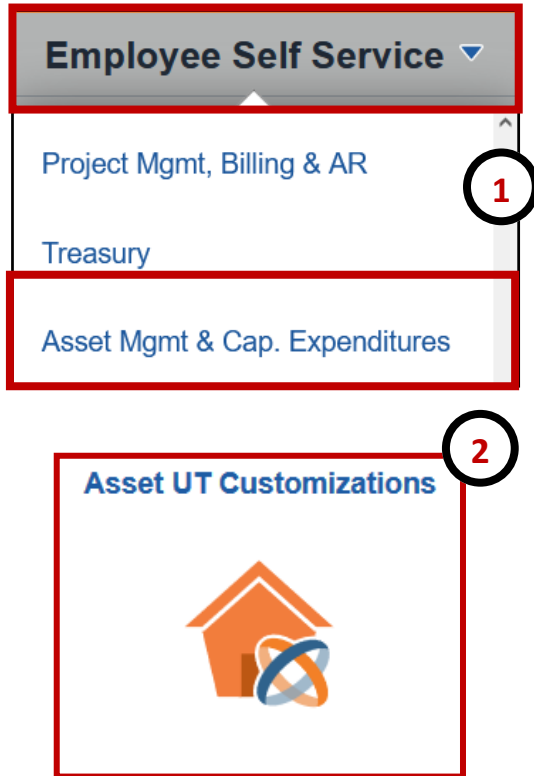 Employee Self Service
Project Mgmt, Billing & AR
1
Treasury
Asset Mgmt & Cap. Expenditures
2
Asset UT Customizations